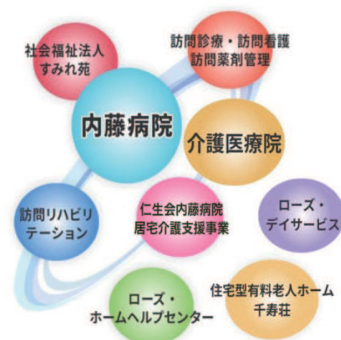 社会福祉法人
すみれ苑
訪問診療・訪問看護
訪問薬剤管理
内藤病院
介護医療院
訪問リハビリ
テーション
仁生会内藤病院
居宅介護支援事業
ローズ・
デイサービス
ローズ・
ホームヘルプセンター
住宅型有料老人ホーム
千寿荘